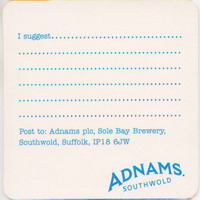 I suggest........................................
..........................................................
..........................................................
..........................................................
..........................................................
..........................................................
Post to: Adnams plc, Sole Bay Brewery,
Southwold, Suffolk, IP18 6JW
ADNAMS.
SOUTHWOLD